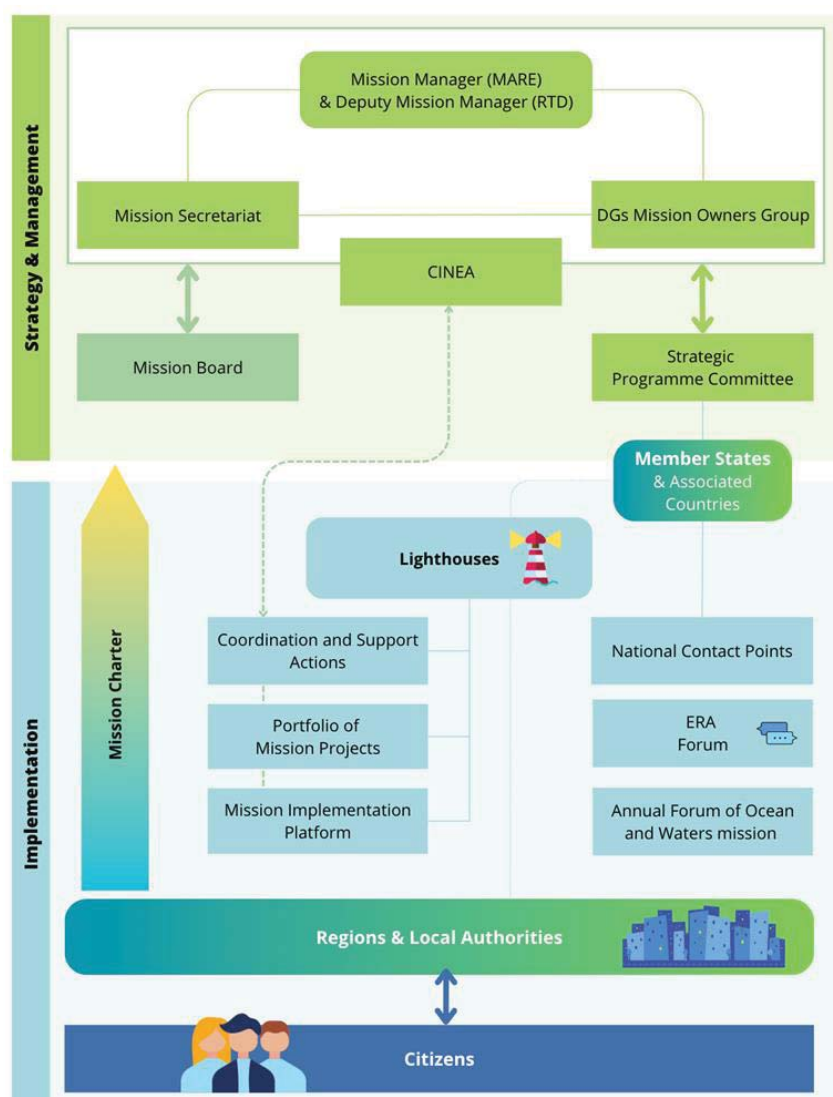 Strategy & Management
Mission Manager (MARE)
& Deputy Mission Manager (RTD)
Mission Secretariat
DGs Mission Owners Group
CINEA
Mission Board
Strategic
Programme Committee
Member States
& Associated
Countries
Implementation
Mission Charter
Lighthouses
Coordination and Support
Actions
National Contact Points
Portfolio of
Mission Projects
ERA
Forum
Mission Implementation
Platform
Annual Forum of Ocean
and Waters mission
Regions & Local Authorities
Citizens